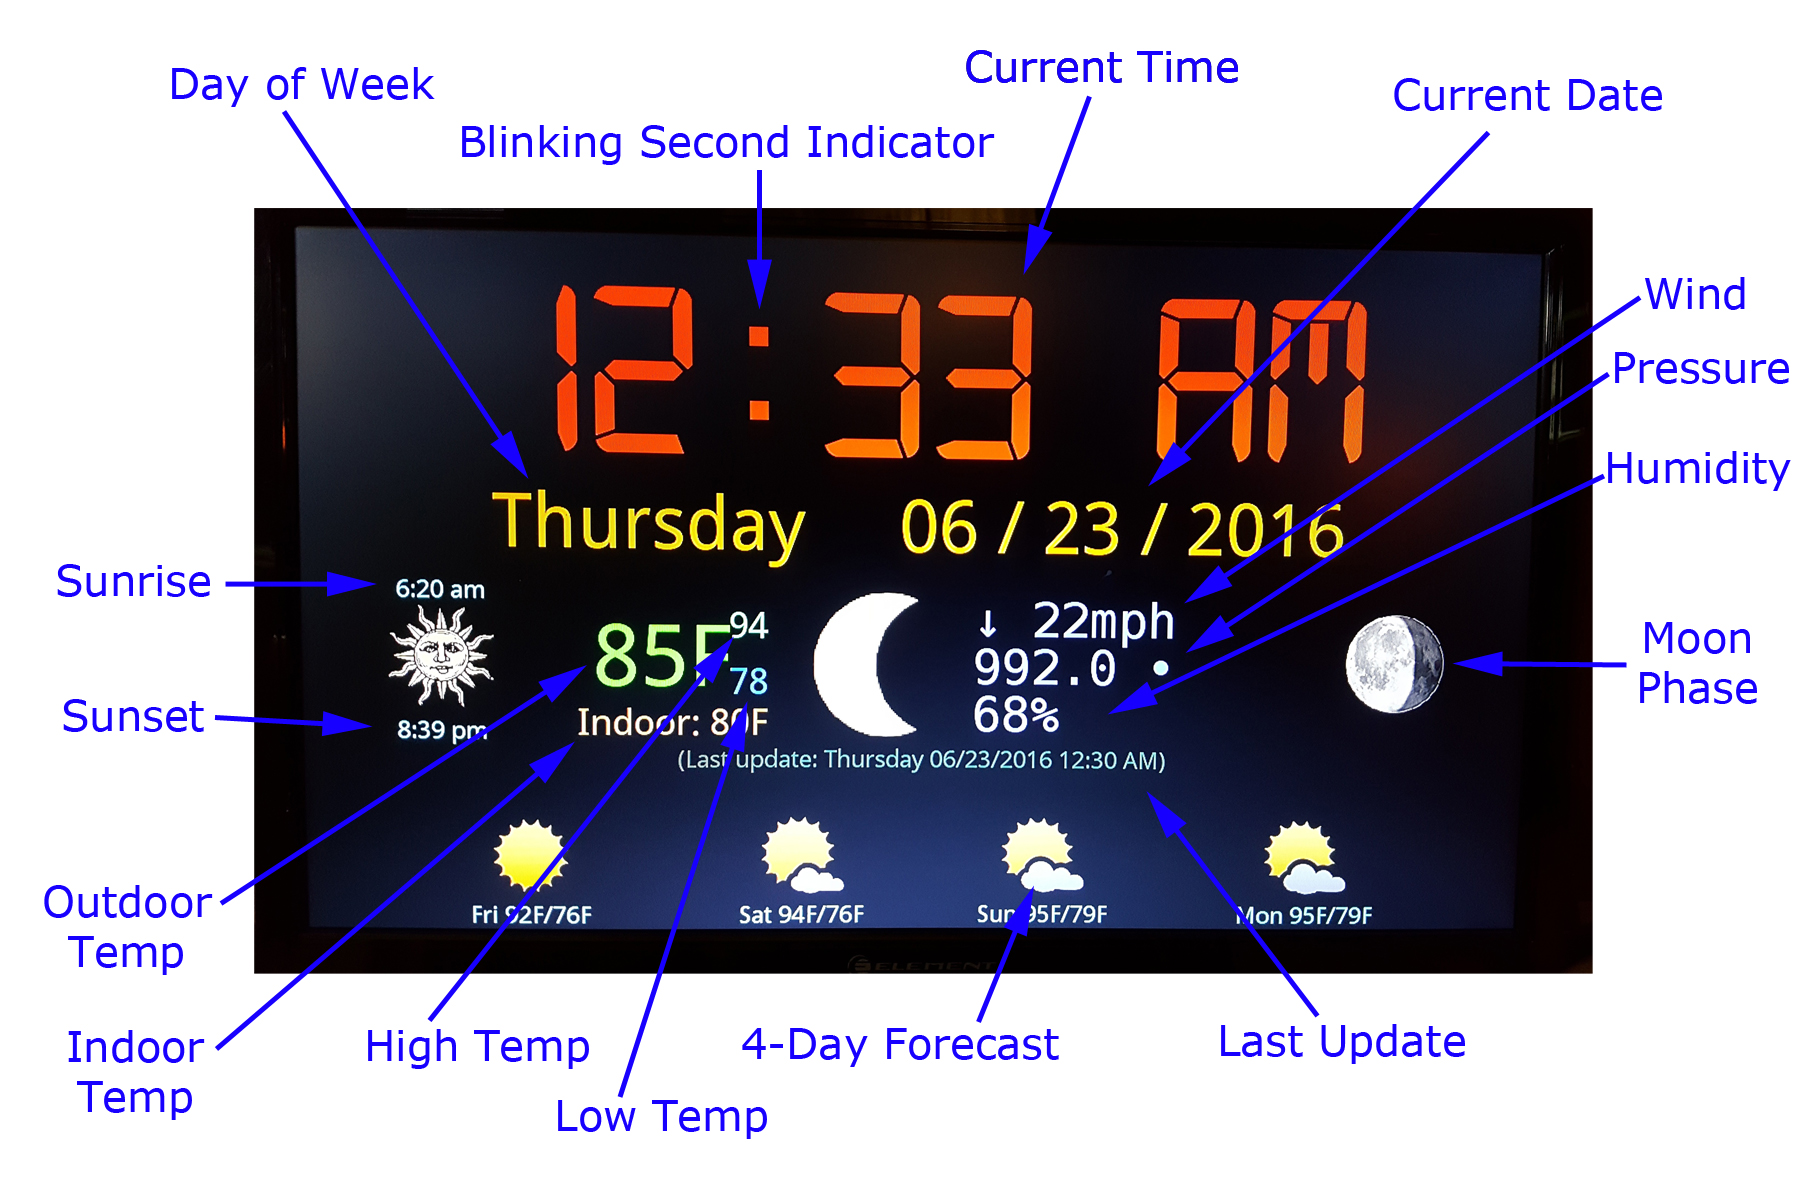 Day of Week
Current Time
Current Date
Blinking Second Indicator
12:33 AM
Wind
Pressure
Humidity
Thursday 06 / 23 / 2016
Sunrise
6:20 am
85F
94
78
↓ 22mph
992.0 •
68%
Moon
Phase
Sunset
8:39 pm
Indoor: 80F
(Last update: Thursday 06/23/2016 12:30 AM)
Fri 92F/76F
Sat 94F/76F
Sun 95F/79F
Mon 95F/79F
ELEMENT
Outdoor
Temp
Indoor
Temp
High Temp
Low Temp
4-Day Forecast
Last Update